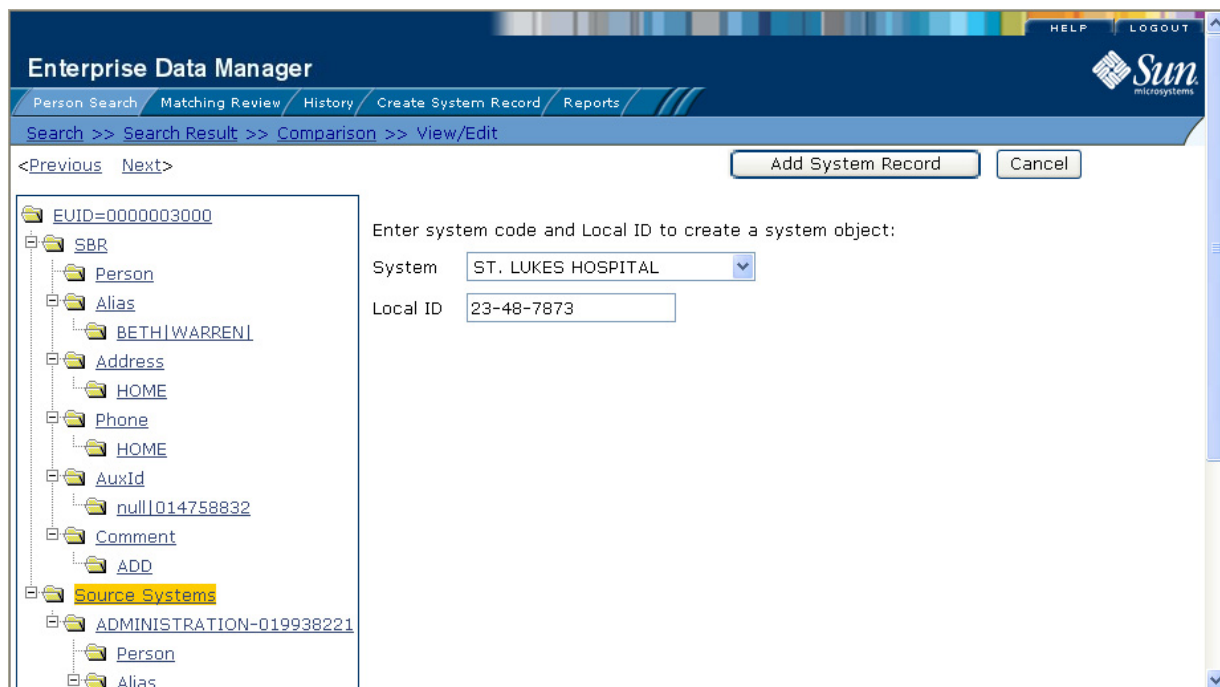 HELP LOGOUT
Enterprise Data Manager
Sun
microsystems
Person Search Matching Review History Create System Record Reports
Search >> Search Result >> Comparison >> View/Edit
<Previous Next>
Add System Record Cancel
EUID=0000003000
SBR
Person
Alias
BETH|WARREN|
Address
HOME
Phone
HOME
AuxId
null|014758832
Comment
ADD
Source Systems
ADMINISTRATION-019938221
Person
Alias
Enter system code and Local ID to create a system object:
System ST. LUKES HOSPITAL
Local ID 23-48-7873